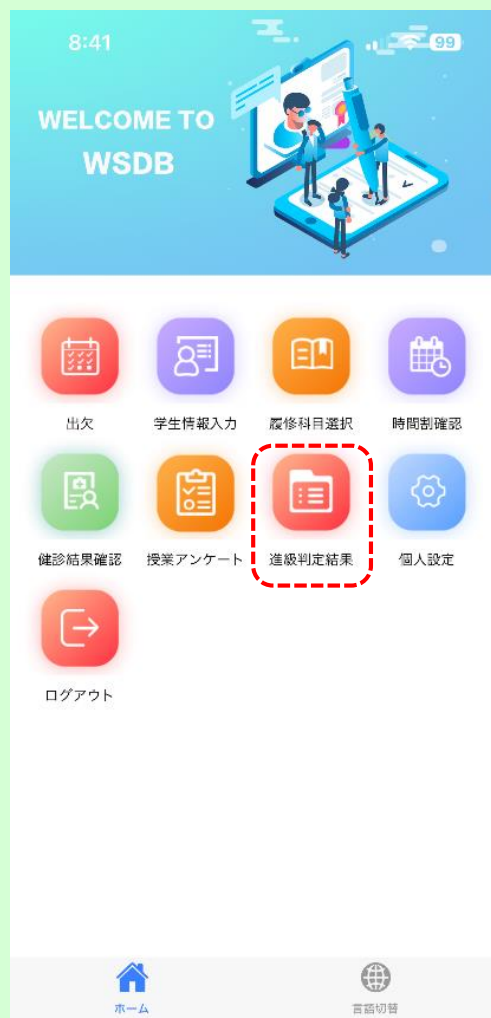 8:41
99
WELCOME TO
WSDB
出欠
学生情報入力
履修科目選択
時間割確認
健診結果確認
授業アンケート
進級判定結果
個人設定
ログアウト
ホーム
言語切替